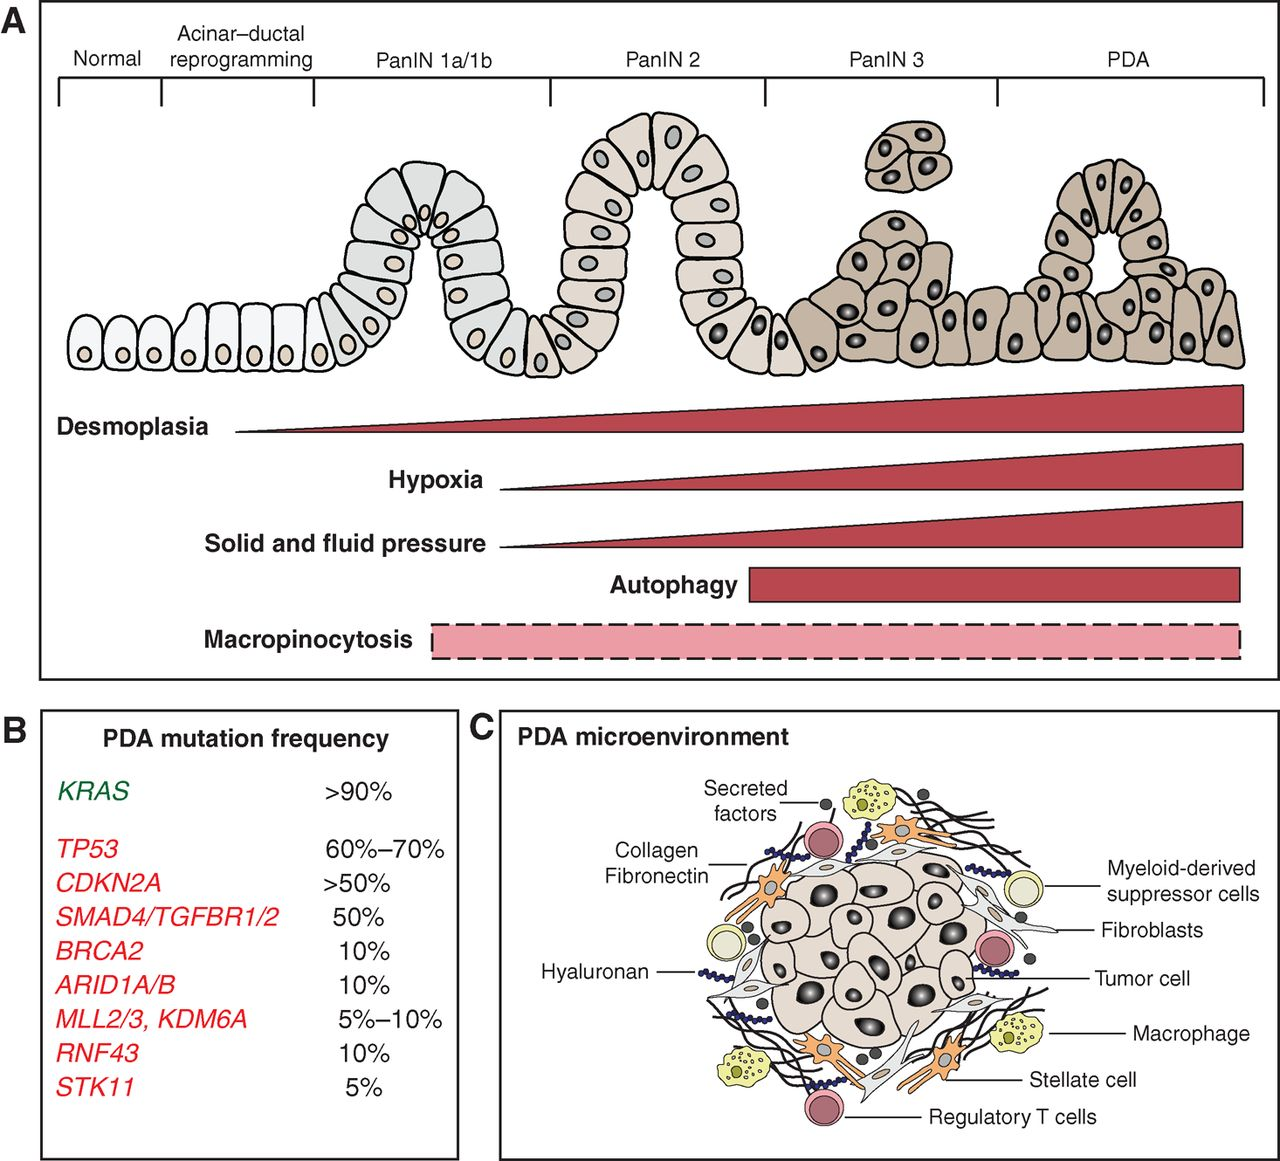 A
Normal
Acinar–ductal
reprogramming
PanIN 1a/1b
PanIN 2
PanIN 3
PDA
Desmoplasia
Hypoxia
Solid and fluid pressure
Autophagy
Macropinocytosis
B
PDA mutation frequency
KRAS >90%
TP53 60%–70%
CDKN2A >50%
SMAD4/TGFBR1/2 50%
BRCA2 10%
ARID1A/B 10%
MLL2/3, KDM6A 5%–10%
RNF43 10%
STK11 5%
C
PDA microenvironment
Secreted
factors
Collagen
Fibronectin
Hyaluronan
Myeloid-derived
suppressor cells
Fibroblasts
Tumor cell
Macrophage
Stellate cell
Regulatory T cells